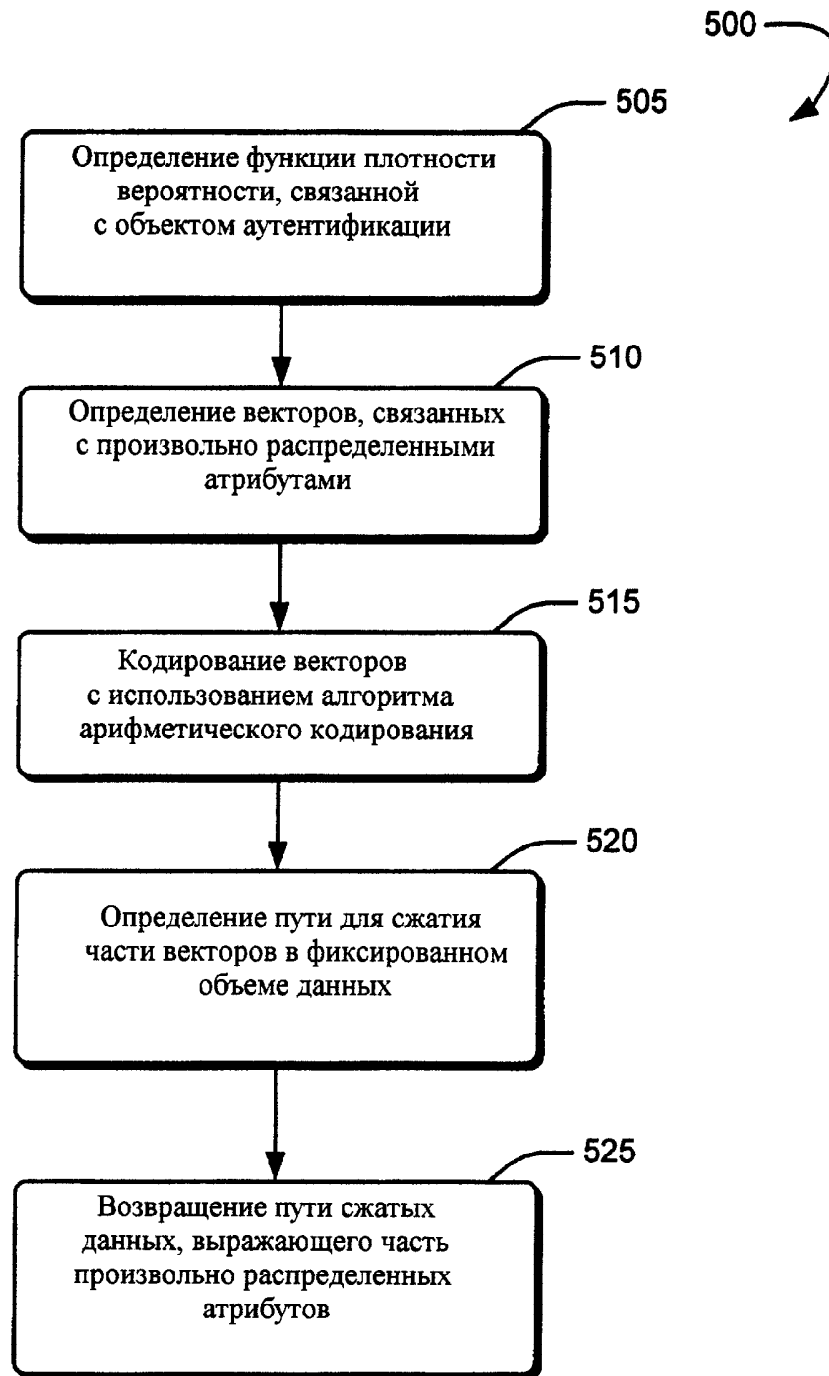 500
505
Определение функции плотности
вероятности, связанной
с объектом аутентификации
510
Определение векторов, связанных
с произвольно распределенными
атрибутами
515
Кодирование векторов
с использованием алгоритма
арифметического кодирования
520
Определение пути для сжатия
части векторов в фиксированном
объеме данных
525
Возвращение пути сжатых
данных, выражающего часть
произвольно распределенных
атрибутов